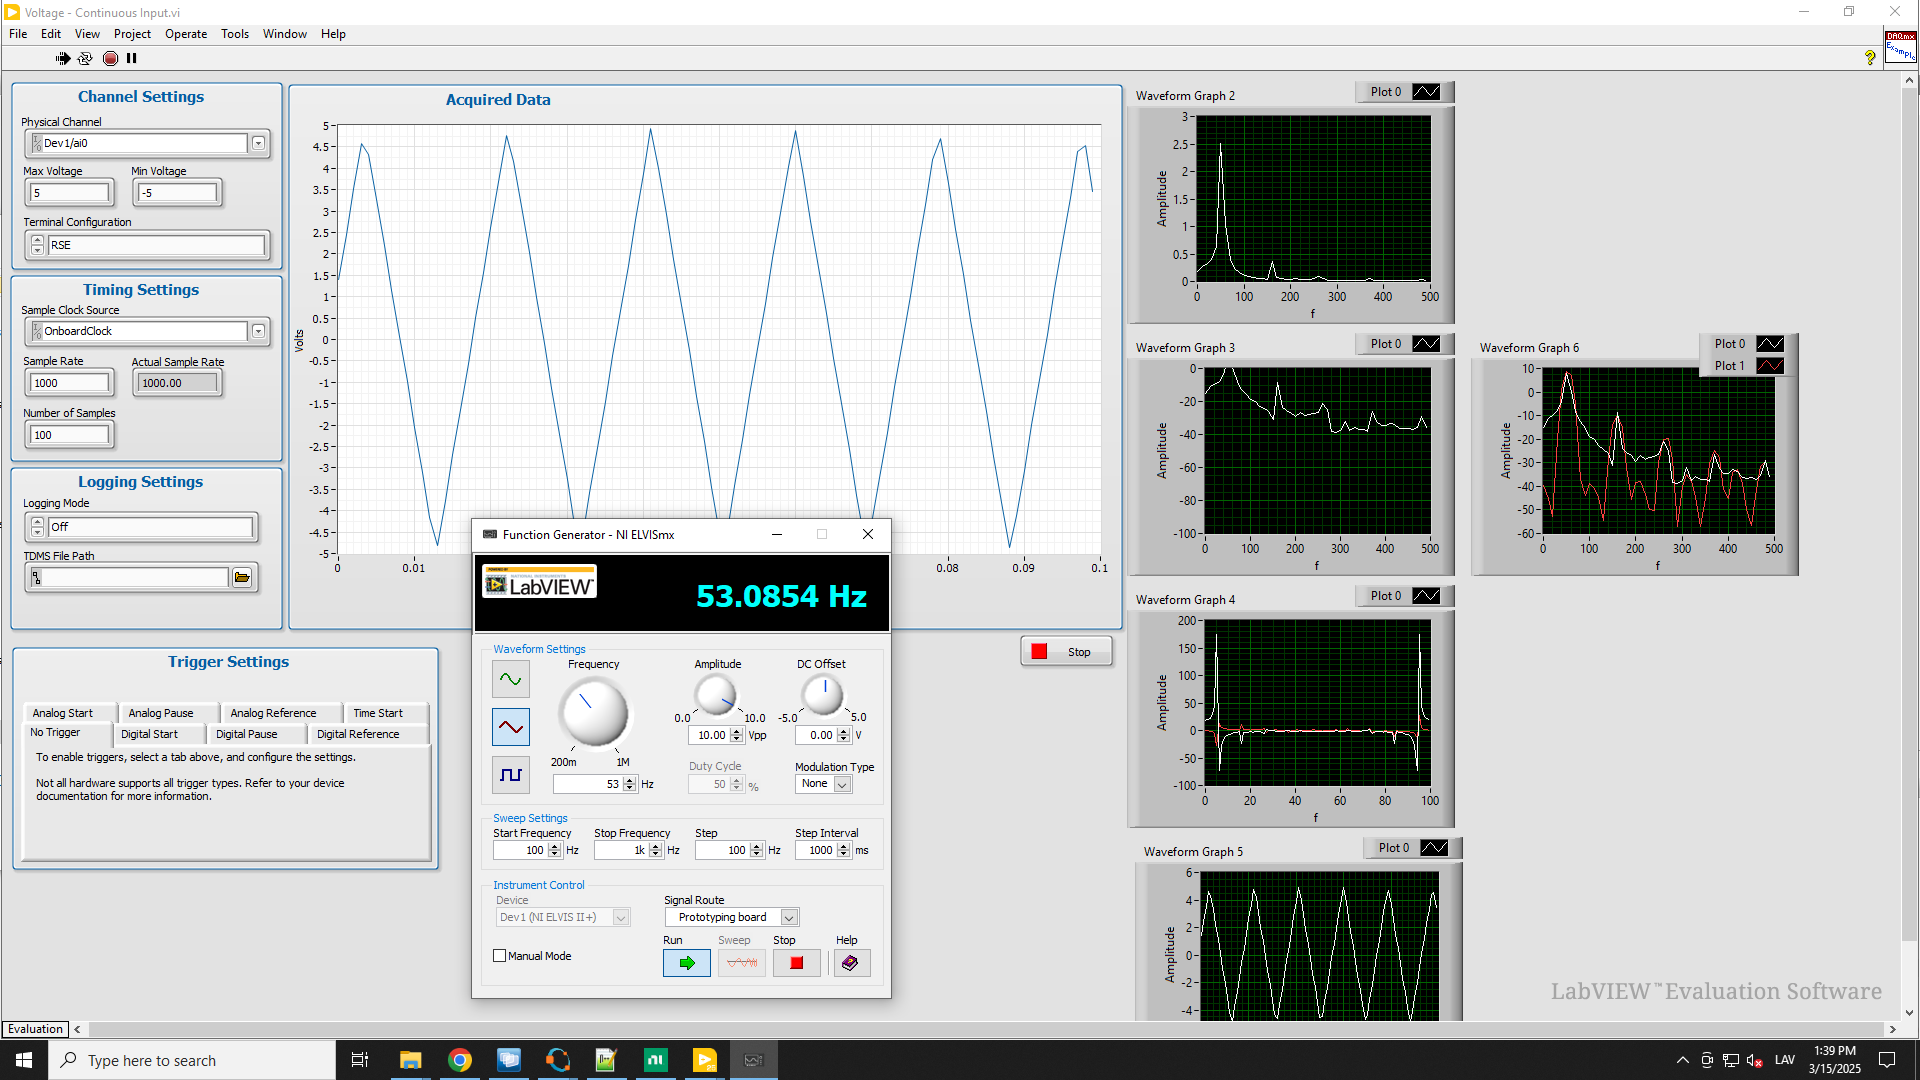 Voltage - Continuous Input.vi
File Edit View Project Operate Tools Window Help
?
DAQmx
Example
Channel Settings
Physical Channel
Dev1/ai0
Max Voltage Min Voltage
5 -5
Terminal Configuration
RSE
Timing Settings
Sample Clock Source
OnboardClock
Sample Rate Actual Sample Rate
1000 1000.00
Number of Samples
100
Logging Settings
Logging Mode
Off
TDMS File Path
Trigger Settings
Analog Start Analog Pause Analog Reference Time Start
No Trigger Digital Start Digital Pause Digital Reference
To enable triggers, select a tab above, and configure the settings.
Not all hardware supports all trigger types. Refer to your device
documentation for more information.
Acquired Data
Volts
5
4.5
4
3.5
3
2.5
2
1.5
1
0.5
0
-0.5
-1
-1.5
-2
-2.5
-3
-3.5
-4
-4.5
-5
0 0.01 0.08 0.09 0.1
Stop
Function Generator - NI ELVISmx
LabVIEW™
53.0854 Hz
Waveform Settings
Frequency Amplitude DC Offset
200m 1M
0.0 10.0
-5.0 5.0
53 Hz
10.00 Vpp
0.00 V
Duty Cycle
50 %
Modulation Type
None
Sweep Settings
Start Frequency Stop Frequency Step Step Interval
100 Hz 1k Hz 100 Hz 1000 ms
Instrument Control
Device
Dev1 (NI ELVIS II+)
Signal Route
Prototyping board
Manual Mode
Run Sweep Stop Help
Waveform Graph 2
Plot 0
Amplitude
3
2.5
2
1.5
1
0.5
0
0 100 200 300 400 500
f
Waveform Graph 3
Plot 0
Amplitude
0
-20
-40
-60
-80
-100
0 100 200 300 400 500
f
Waveform Graph 6
Plot 0
Plot 1
Amplitude
10
0
-10
-20
-30
-40
-50
-60
0 100 200 300 400 500
f
Waveform Graph 4
Plot 0
Amplitude
200
150
100
50
0
-50
-100
0 20 40 60 80 100
f
Waveform Graph 5
Plot 0
Amplitude
6
4
2
0
-2
-4
LabVIEW™ Evaluation Software
Evaluation
Type here to search
LAV
1:39 PM
3/15/2025